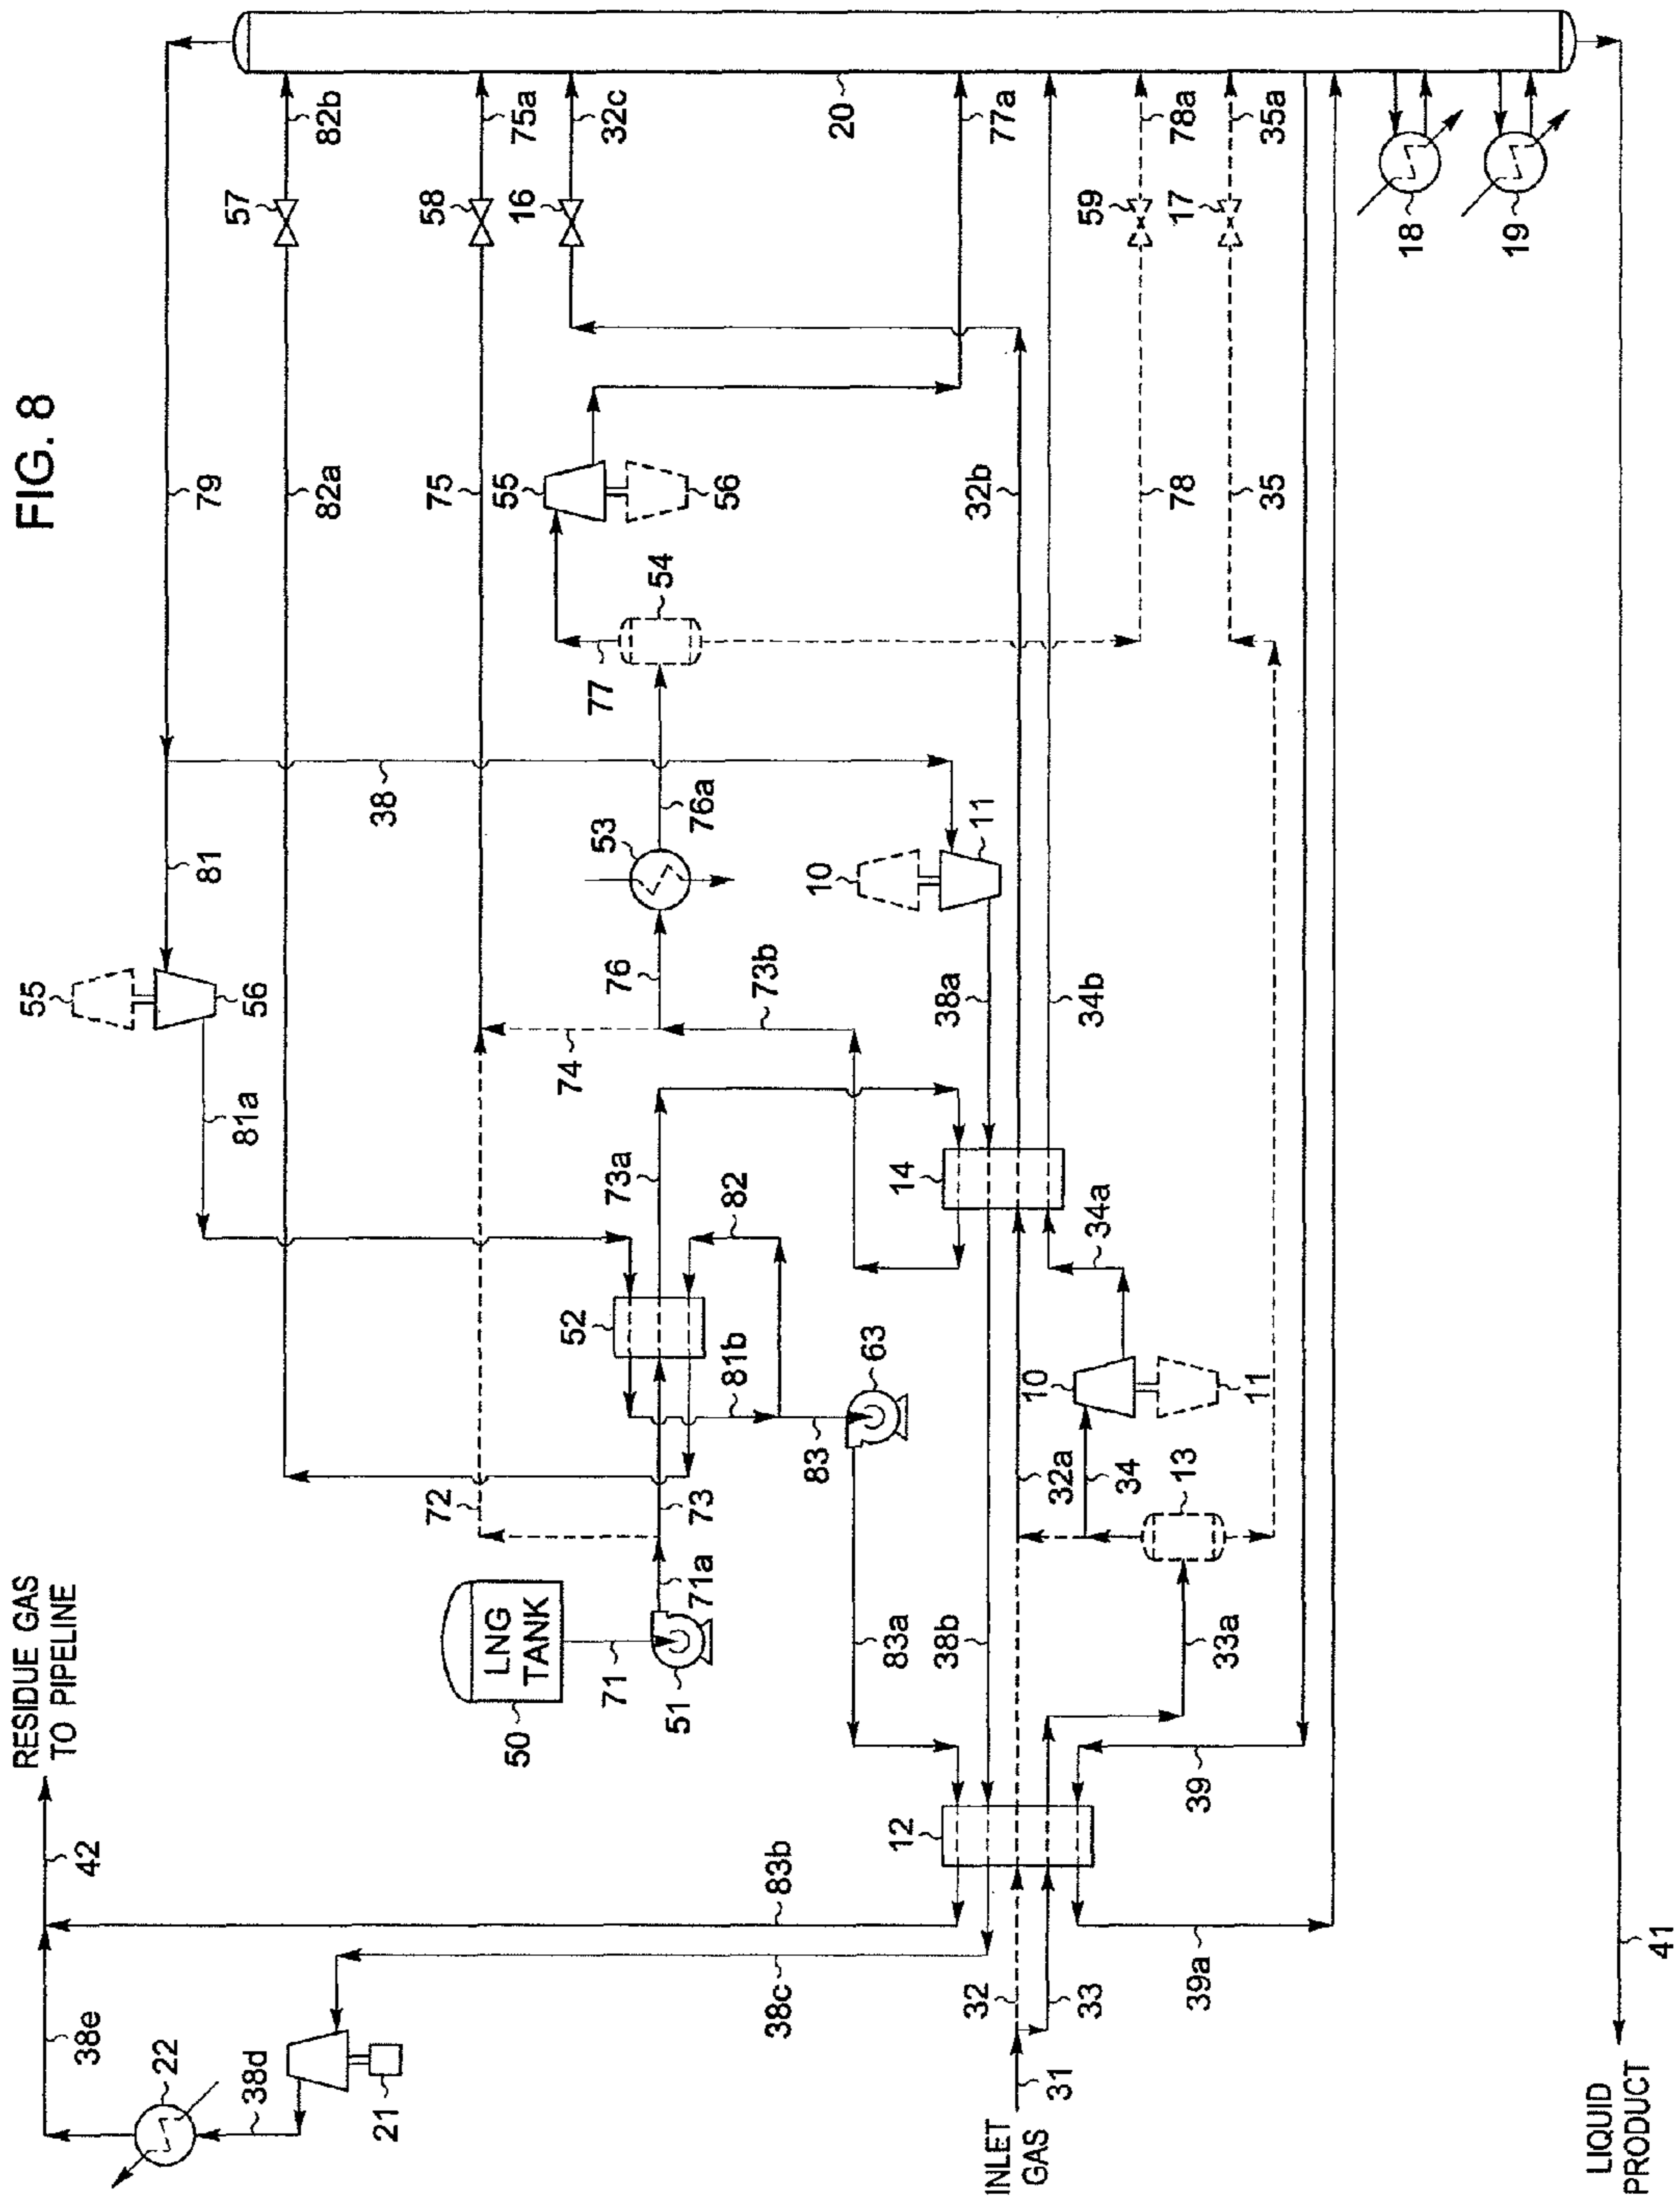 FIG. 8
RESIDUE GAS
TO PIPELINE
42
38e
22
38d
21
83b
38c
INLET
GAS
31
32
33
12
39a
39
LIQUID
PRODUCT
41
LNG
TANK
50
71
51
71a
72
73
83a
38b
33a
13
34
32a
10
11
34a
14
63
83
81b
52
82
73a
81a
55
56
81
74
76
73b
53
76a
38
10
11
38a
34b
79
82a
75
77
54
55
56
32b
78
35
57
58
16
59
17
82b
75a
32c
20
77a
78a
35a
18
19